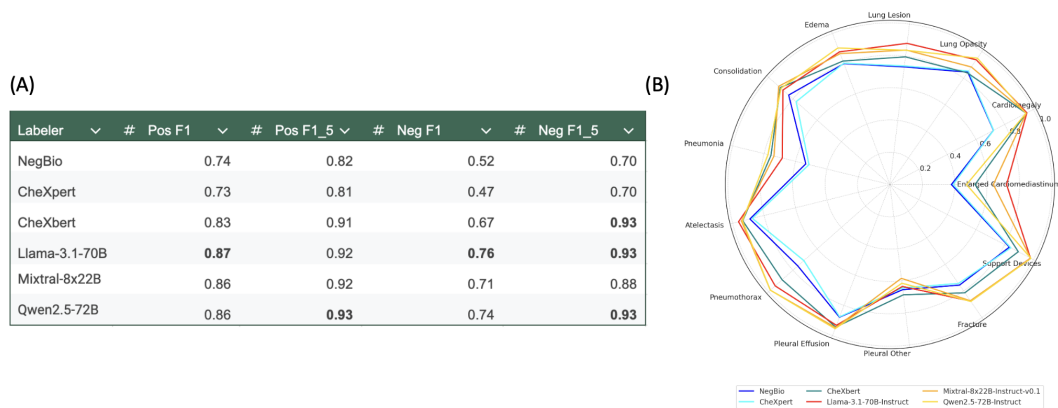 (A)
Labeler # Pos F1 # Pos F1_5 # Neg F1 # Neg F1_5
NegBio 0.74 0.82 0.52 0.70
CheXpert 0.73 0.81 0.47 0.70
CheXbert 0.83 0.91 0.67 0.93
Llama-3.1-70B 0.87 0.92 0.76 0.93
Mixtral-8x22B 0.86 0.92 0.71 0.88
Qwen2.5-72B 0.86 0.93 0.74 0.93
(B)
Lung Lesion
Edema
Lung Opacity
Consolidation
Cardiomegaly
1.0
0.8
0.6
0.4
0.2
Pneumonia
Enlarged Cardiomediastinum
Atelectasis
Support Devices
Pneumothorax
Fracture
Pleural Effusion
Pleural Other
NegBio CheXbert Mixtral-8x22B-Instruct-v0.1
CheXpert Llama-3.1-70B-Instruct Qwen2.5-72B-Instruct